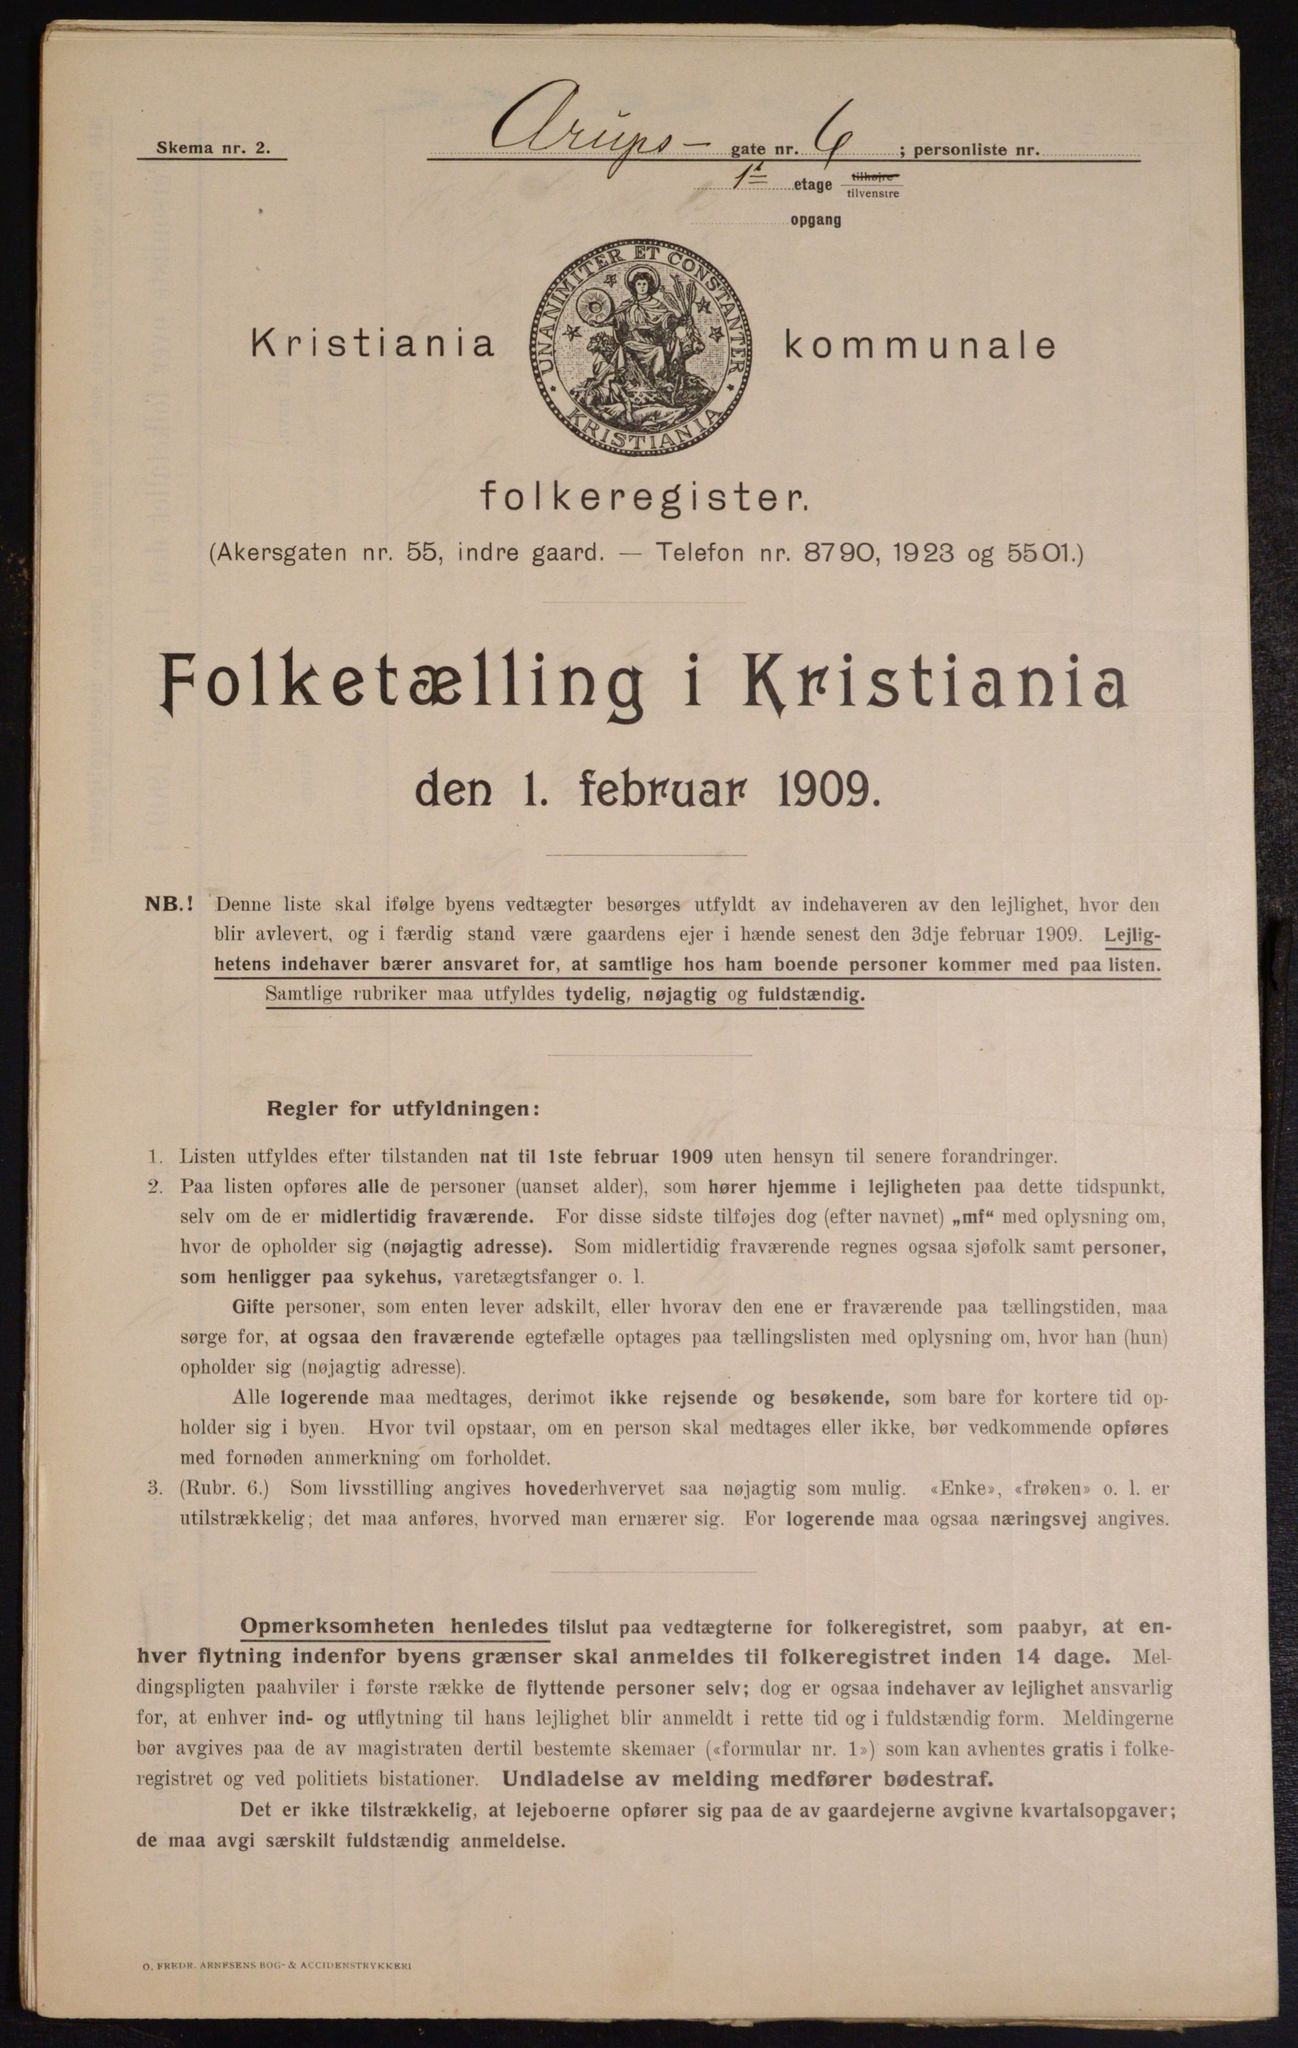 Skema nr. 2.
Arups- gate nr. 6 ; personliste nr.
1ste etage tilhøjre
tilvenstre
opgang
UNANIMITER ET CONSTANTER
KRISTIANIA
Kristiania kommunale
folkeregister.
(Akersgaten nr. 55, indre gaard. — Telefon nr. 8790, 1923 og 5501.)
Folketælling i Kristiania
den 1. februar 1909.
NB.! Denne liste skal ifølge byens vedtægter besørges utfyldt av indehaveren av den lejlighet, hvor den
blir avlevert, og i færdig stand være gaardens ejer i hænde senest den 3dje februar 1909. Lejlig-
hetens indehaver bærer ansvaret for, at samtlige hos ham boende personer kommer med paa listen.
Samtlige rubriker maa utfyldes tydelig, nøjagtig og fuldstændig.
Regler for utfyldningen:
1. Listen utfyldes efter tilstanden nat til 1ste februar 1909 uten hensyn til senere forandringer.
2. Paa listen opføres alle de personer (uanset alder), som hører hjemme i lejligheten paa dette tidspunkt,
selv om de er midlertidig fraværende. For disse sidste tilføjes dog (efter navnet) „mf“ med oplysning om,
hvor de opholder sig (nøjagtig adresse). Som midlertidig fraværende regnes ogsaa sjøfolk samt personer,
som henligger paa sykehus, varetægtsfanger o. l.
Gifte personer, som enten lever adskilt, eller hvorav den ene er fraværende paa tællingstiden, maa
sørge for, at ogsaa den fraværende egtefælle optages paa tællingslisten med oplysning om, hvor han (hun)
opholder sig (nøjagtig adresse).
Alle logerende maa medtages, derimot ikke rejsende og besøkende, som bare for kortere tid op-
holder sig i byen. Hvor tvil opstaar, om en person skal medtages eller ikke, bør vedkommende opføres
med fornøden anmerkning om forholdet.
3. (Rubr. 6.) Som livsstilling angives hovederhvervet saa nøjagtig som mulig. «Enke», «frøken» o. l. er
utilstrækkelig; det maa anføres, hvorved man ernærer sig. For logerende maa ogsaa næringsvej angives.
Opmerksomheten henledes tilslut paa vedtægterne for folkeregistret, som paabyr, at en-
hver flytning indenfor byens grænser skal anmeldes til folkeregistret inden 14 dage. Mel-
dingspligten paahviler i første række de flyttende personer selv; dog er ogsaa indehaver av lejlighet ansvarlig
for, at enhver ind- og utflytning til hans lejlighet blir anmeldt i rette tid og i fuldstændig form. Meldingerne
bør avgives paa de av magistraten dertil bestemte skemaer («formular nr. 1») som kan avhentes gratis i folke-
registret og ved politiets bistationer. Undladelse av melding medfører bødestraf.
Det er ikke tilstrækkelig, at lejeboerne opfører sig paa de av gaardejerne avgivne kvartalsopgaver;
de maa avgi særskilt fuldstændig anmeldelse.
O. FREDR. ARNESENS BOG- & ACCIDENSTRYKKERI